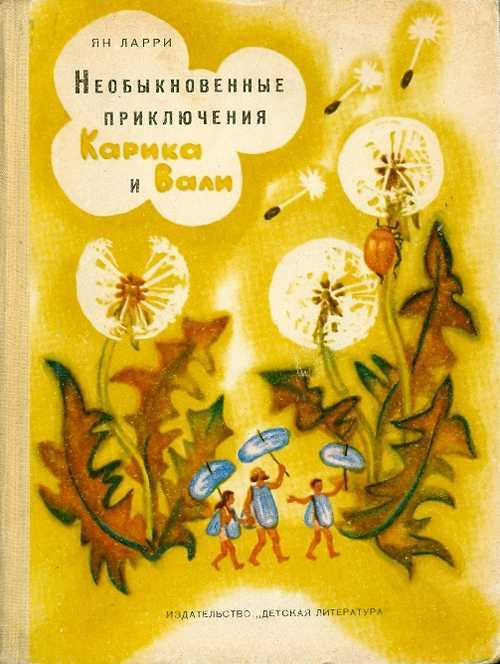 ЯН ЛАРРИ
НЕОБЫКНОВЕННЫЕ
ПРИКЛЮЧЕНИЯ
Карика
и Вали
ИЗДАТЕЛЬСТВО „ДЕТСКАЯ ЛИТЕРАТУРА